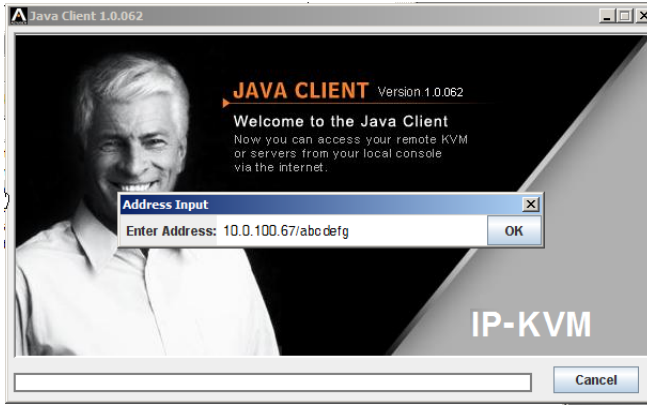 Java Client 1.0.062
JAVA CLIENT Version 1.0.062
Welcome to the Java Client
Now you can access your remote KVM
or servers from your local console
via the internet.
Address Input
Enter Address: 10.0.100.67/abcdefg OK
IP-KVM
Cancel